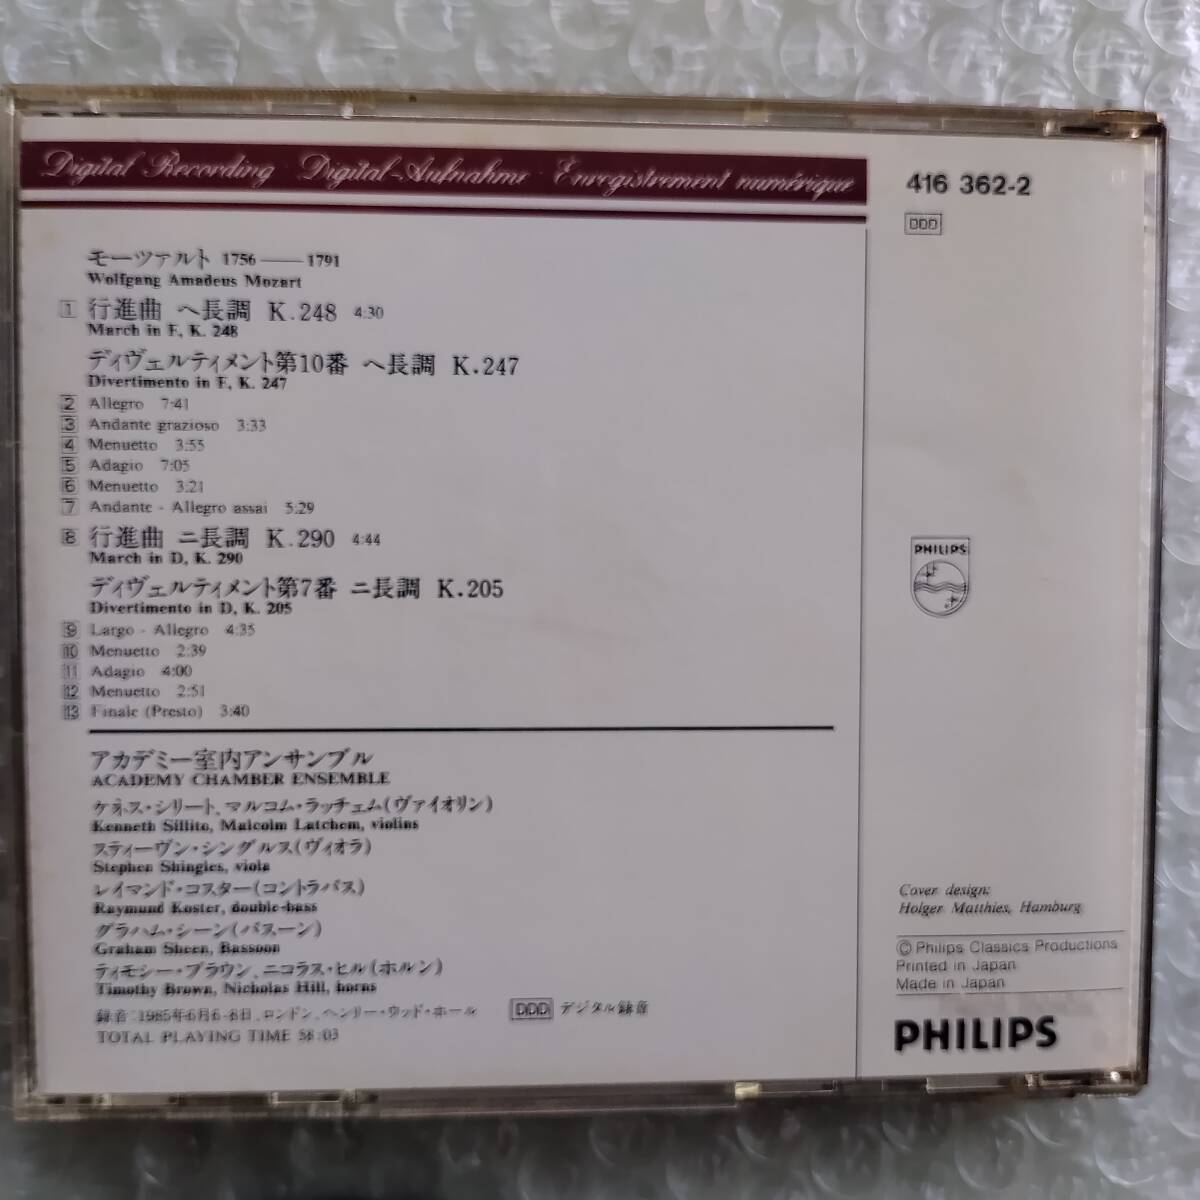 Digital Recording Digital-Aufnahme Enregistrement numérique
416 362-2
DDD
モーツァルト 1756——1791
Wolfgang Amadeus Mozart
1 行進曲 ヘ長調 K.248 4:30
March in F, K. 248
ディヴェルティメント第10番 ヘ長調 K.247
Divertimento in F, K. 247
2 Allegro 7:41
3 Andante grazioso 3:33
4 Menuetto 3:55
5 Adagio 7:05
6 Menuetto 3:21
7 Andante - Allegro assai 5:29
8 行進曲 ニ長調 K.290 4:44
March in D, K. 290
ディヴェルティメント第7番 ニ長調 K.205
Divertimento in D, K. 205
9 Largo - Allegro 4:35
10 Menuetto 2:39
11 Adagio 4:00
12 Menuetto 2:51
13 Finale (Presto) 3:40
アカデミー室内アンサンブル
ACADEMY CHAMBER ENSEMBLE
ケネス・シリート、マルコム・ラッチェム(ヴァイオリン)
Kenneth Sillito, Malcolm Latchem, violins
スティーヴン・シングルス(ヴィオラ)
Stephen Shingles, viola
レイマンド・コスター(コントラバス)
Raymund Koster, double-bass
グラハム・シーン(バスーン)
Graham Sheen, Bassoon
ティモシー・ブラウン、ニコラス・ヒル(ホルン)
Timothy Brown, Nicholas Hill, horns
録音:1985年6月6-8日、ロンドン、ヘンリー・ウッド・ホール DDD デジタル録音
TOTAL PLAYING TIME 58:03
PHILIPS
Cover design:
Holger Matthies, Hamburg
Ⓒ Philips Classics Productions
Printed in Japan
Made in Japan
PHILIPS